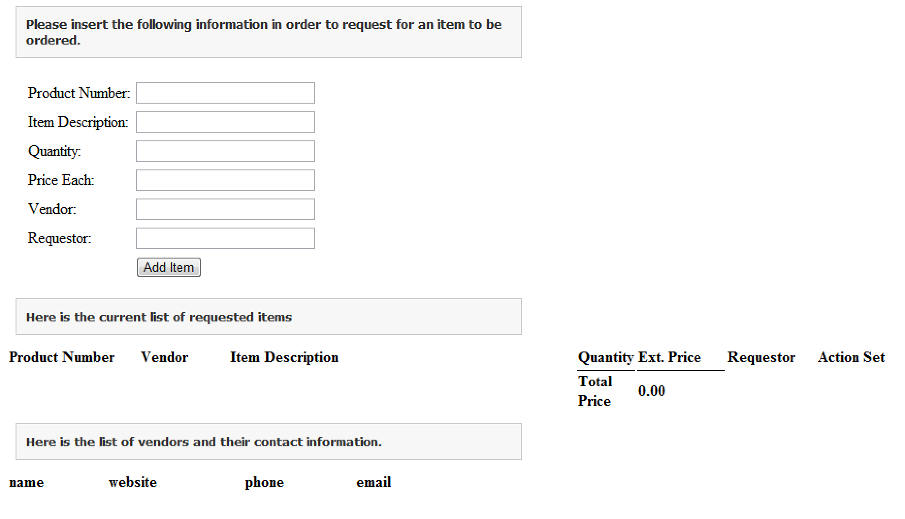 Please insert the following information in order to request for an item to be
ordered.
Product Number:
Item Description:
Quantity:
Price Each:
Vendor:
Requestor:
Add Item
Here is the current list of requested items
Product Number Vendor Item Description Quantity Ext. Price Requestor Action Set
Total
Price 0.00
Here is the list of vendors and their contact information.
name website phone email